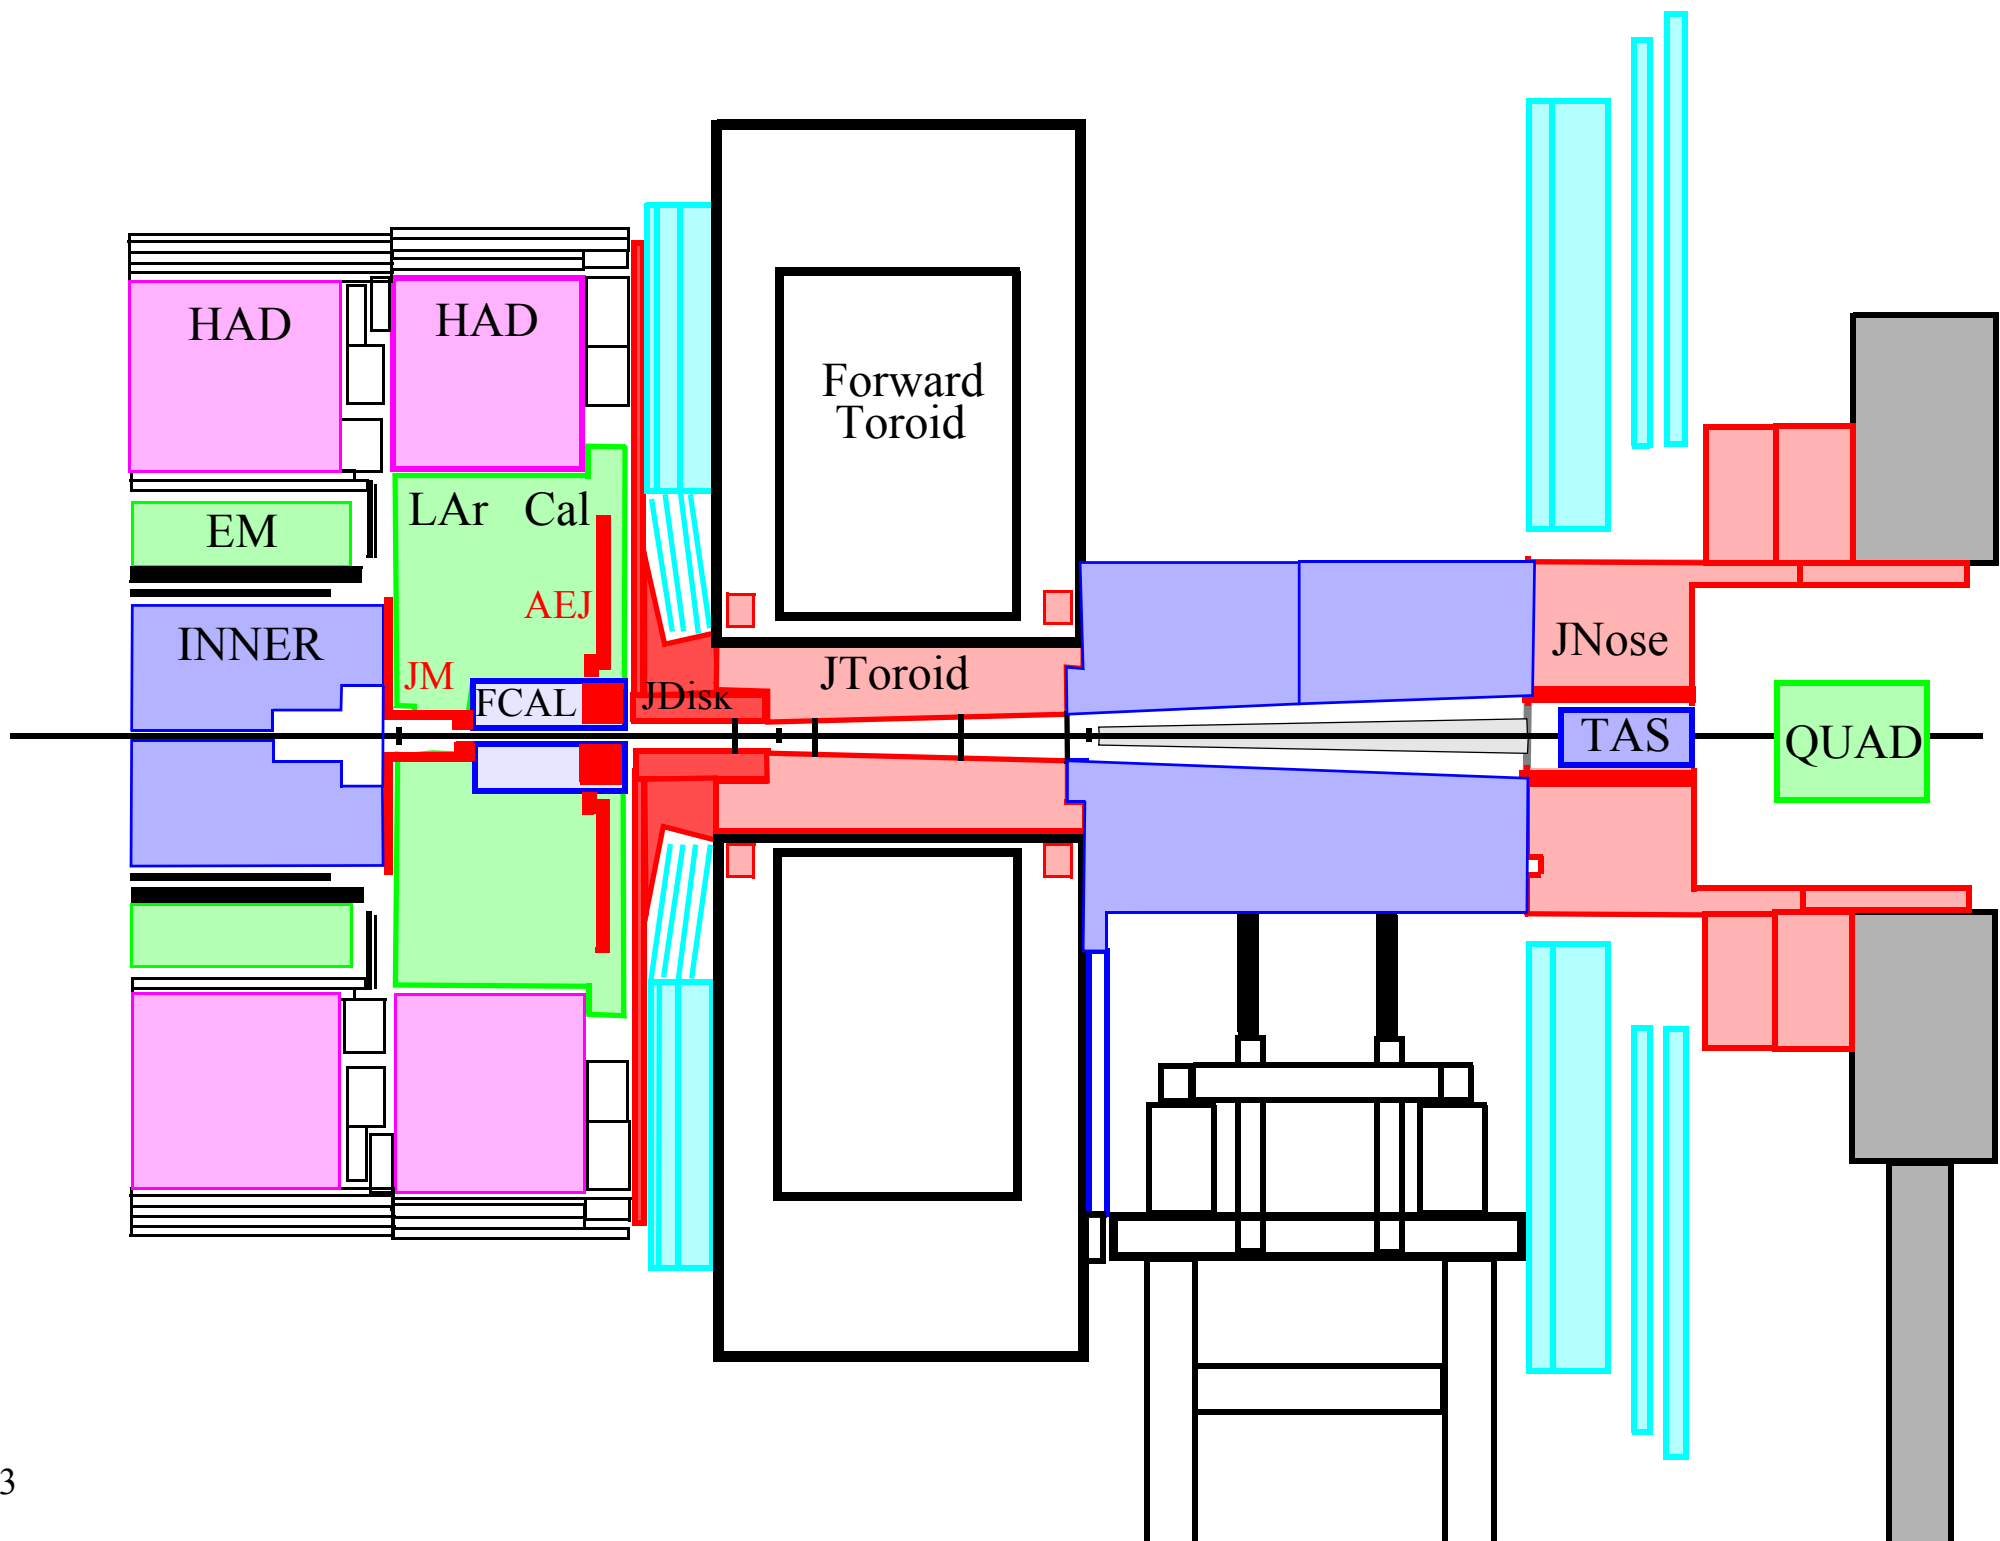 HAD
HAD
Forward
Toroid
LAr Cal
EM
AEJ
INNER
JM
FCAL
JDisk
JToroid
JNose
TAS
QUAD
3